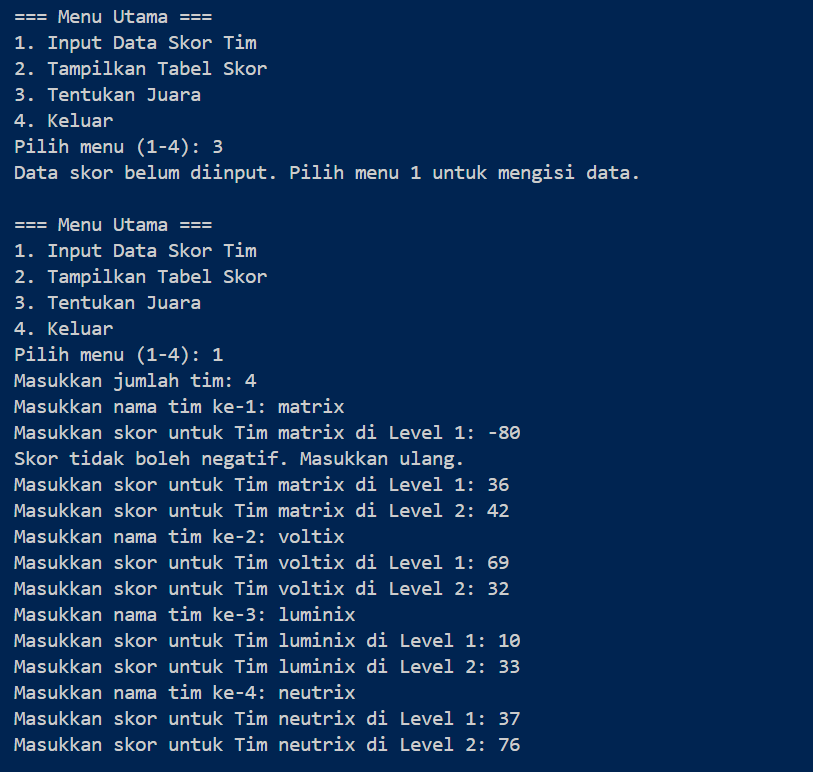 === Menu Utama ===
1. Input Data Skor Tim
2. Tampilkan Tabel Skor
3. Tentukan Juara
4. Keluar
Pilih menu (1-4): 3
Data skor belum diinput. Pilih menu 1 untuk mengisi data.
=== Menu Utama ===
1. Input Data Skor Tim
2. Tampilkan Tabel Skor
3. Tentukan Juara
4. Keluar
Pilih menu (1-4): 1
Masukkan jumlah tim: 4
Masukkan nama tim ke-1: matrix
Masukkan skor untuk Tim matrix di Level 1: -80
Skor tidak boleh negatif. Masukkan ulang.
Masukkan skor untuk Tim matrix di Level 1: 36
Masukkan skor untuk Tim matrix di Level 2: 42
Masukkan nama tim ke-2: voltix
Masukkan skor untuk Tim voltix di Level 1: 69
Masukkan skor untuk Tim voltix di Level 2: 32
Masukkan nama tim ke-3: luminix
Masukkan skor untuk Tim luminix di Level 1: 10
Masukkan skor untuk Tim luminix di Level 2: 33
Masukkan nama tim ke-4: neutrix
Masukkan skor untuk Tim neutrix di Level 1: 37
Masukkan skor untuk Tim neutrix di Level 2: 76